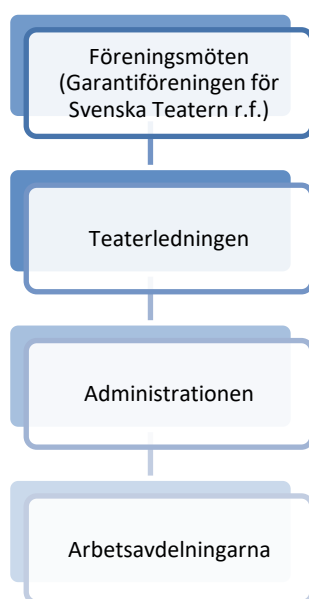 Föreningsmöten
(Garantiföreningen för
Svenska Teatern r.f.)
Teaterledningen
Administrationen
Arbetsavdelningarna